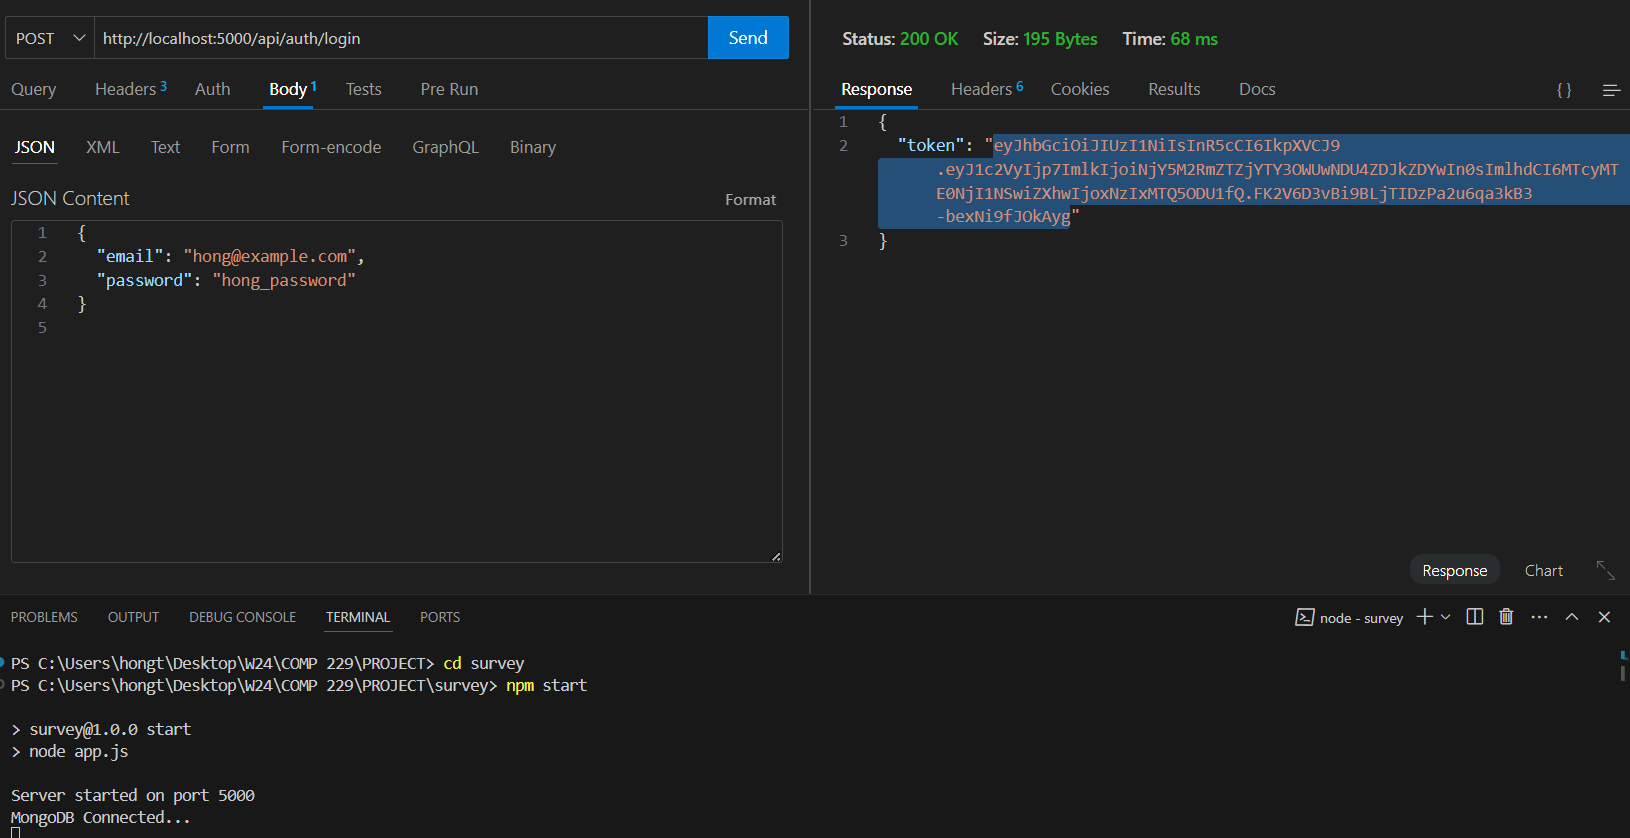 POST http://localhost:5000/api/auth/login Send
Query Headers 3 Auth Body 1 Tests Pre Run
JSON XML Text Form Form-encode GraphQL Binary
JSON Content Format
1 {
2 "email": "hong@example.com",
3 "password": "hong_password"
4 }
5
Status: 200 OK Size: 195 Bytes Time: 68 ms
Response Headers 6 Cookies Results Docs { }
1 {
2 "token": "eyJhbGciOiJIUzI1NiIsInR5cCI6IkpXVCJ9
.eyJ1c2VyIjp7ImlkIjoiNjY5M2RmZTZjYTY3OWUwNDU4ZDJkZDYwIn0sImlhdCI6MTcyMT
E0NjI1NSwiZXhwIjoxNzIxMTQ5ODU1fQ.FK2V6D3vBi9BLjTIDzPa2u6qa3kB3
-bexNi9fJOkAyg"
3 }
Response Chart
PROBLEMS OUTPUT DEBUG CONSOLE TERMINAL PORTS
node - survey
PS C:\Users\hongt\Desktop\W24\COMP 229\PROJECT> cd survey
PS C:\Users\hongt\Desktop\W24\COMP 229\PROJECT\survey> npm start
> survey@1.0.0 start
> node app.js
Server started on port 5000
MongoDB Connected...